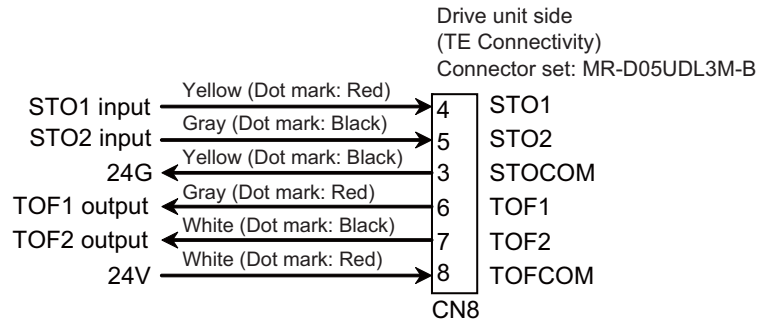 Drive unit side
(TE Connectivity)
Connector set: MR-D05UDL3M-B
STO1 input Yellow (Dot mark: Red) 4 STO1
STO2 input Gray (Dot mark: Black) 5 STO2
24G Yellow (Dot mark: Black) 3 STOCOM
TOF1 output Gray (Dot mark: Red) 6 TOF1
TOF2 output White (Dot mark: Black) 7 TOF2
24V White (Dot mark: Red) 8 TOFCOM
CN8